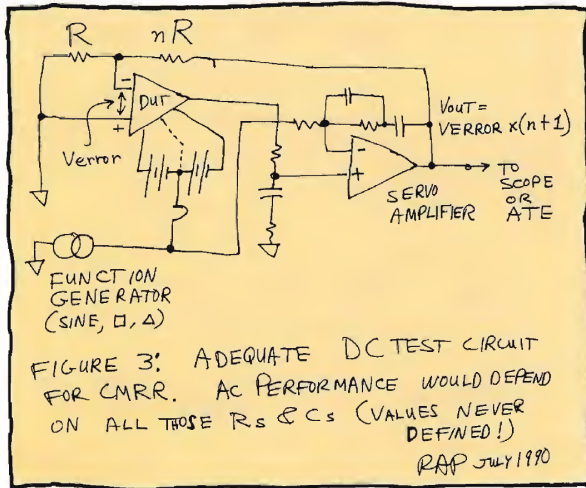 R
nR
-
DUT
+
Verror
-
+
SERVO
AMPLIFIER
VOUT =
VERROR × (n+1)
TO
SCOPE
OR
ATE
FUNCTION
GENERATOR
(SINE, □, △)
FIGURE 3: ADEQUATE DC TEST CIRCUIT
FOR CMRR. AC PERFORMANCE WOULD DEPEND
ON ALL THOSE Rs & Cs (VALUES NEVER
DEFINED!)
RAP JULY 1990